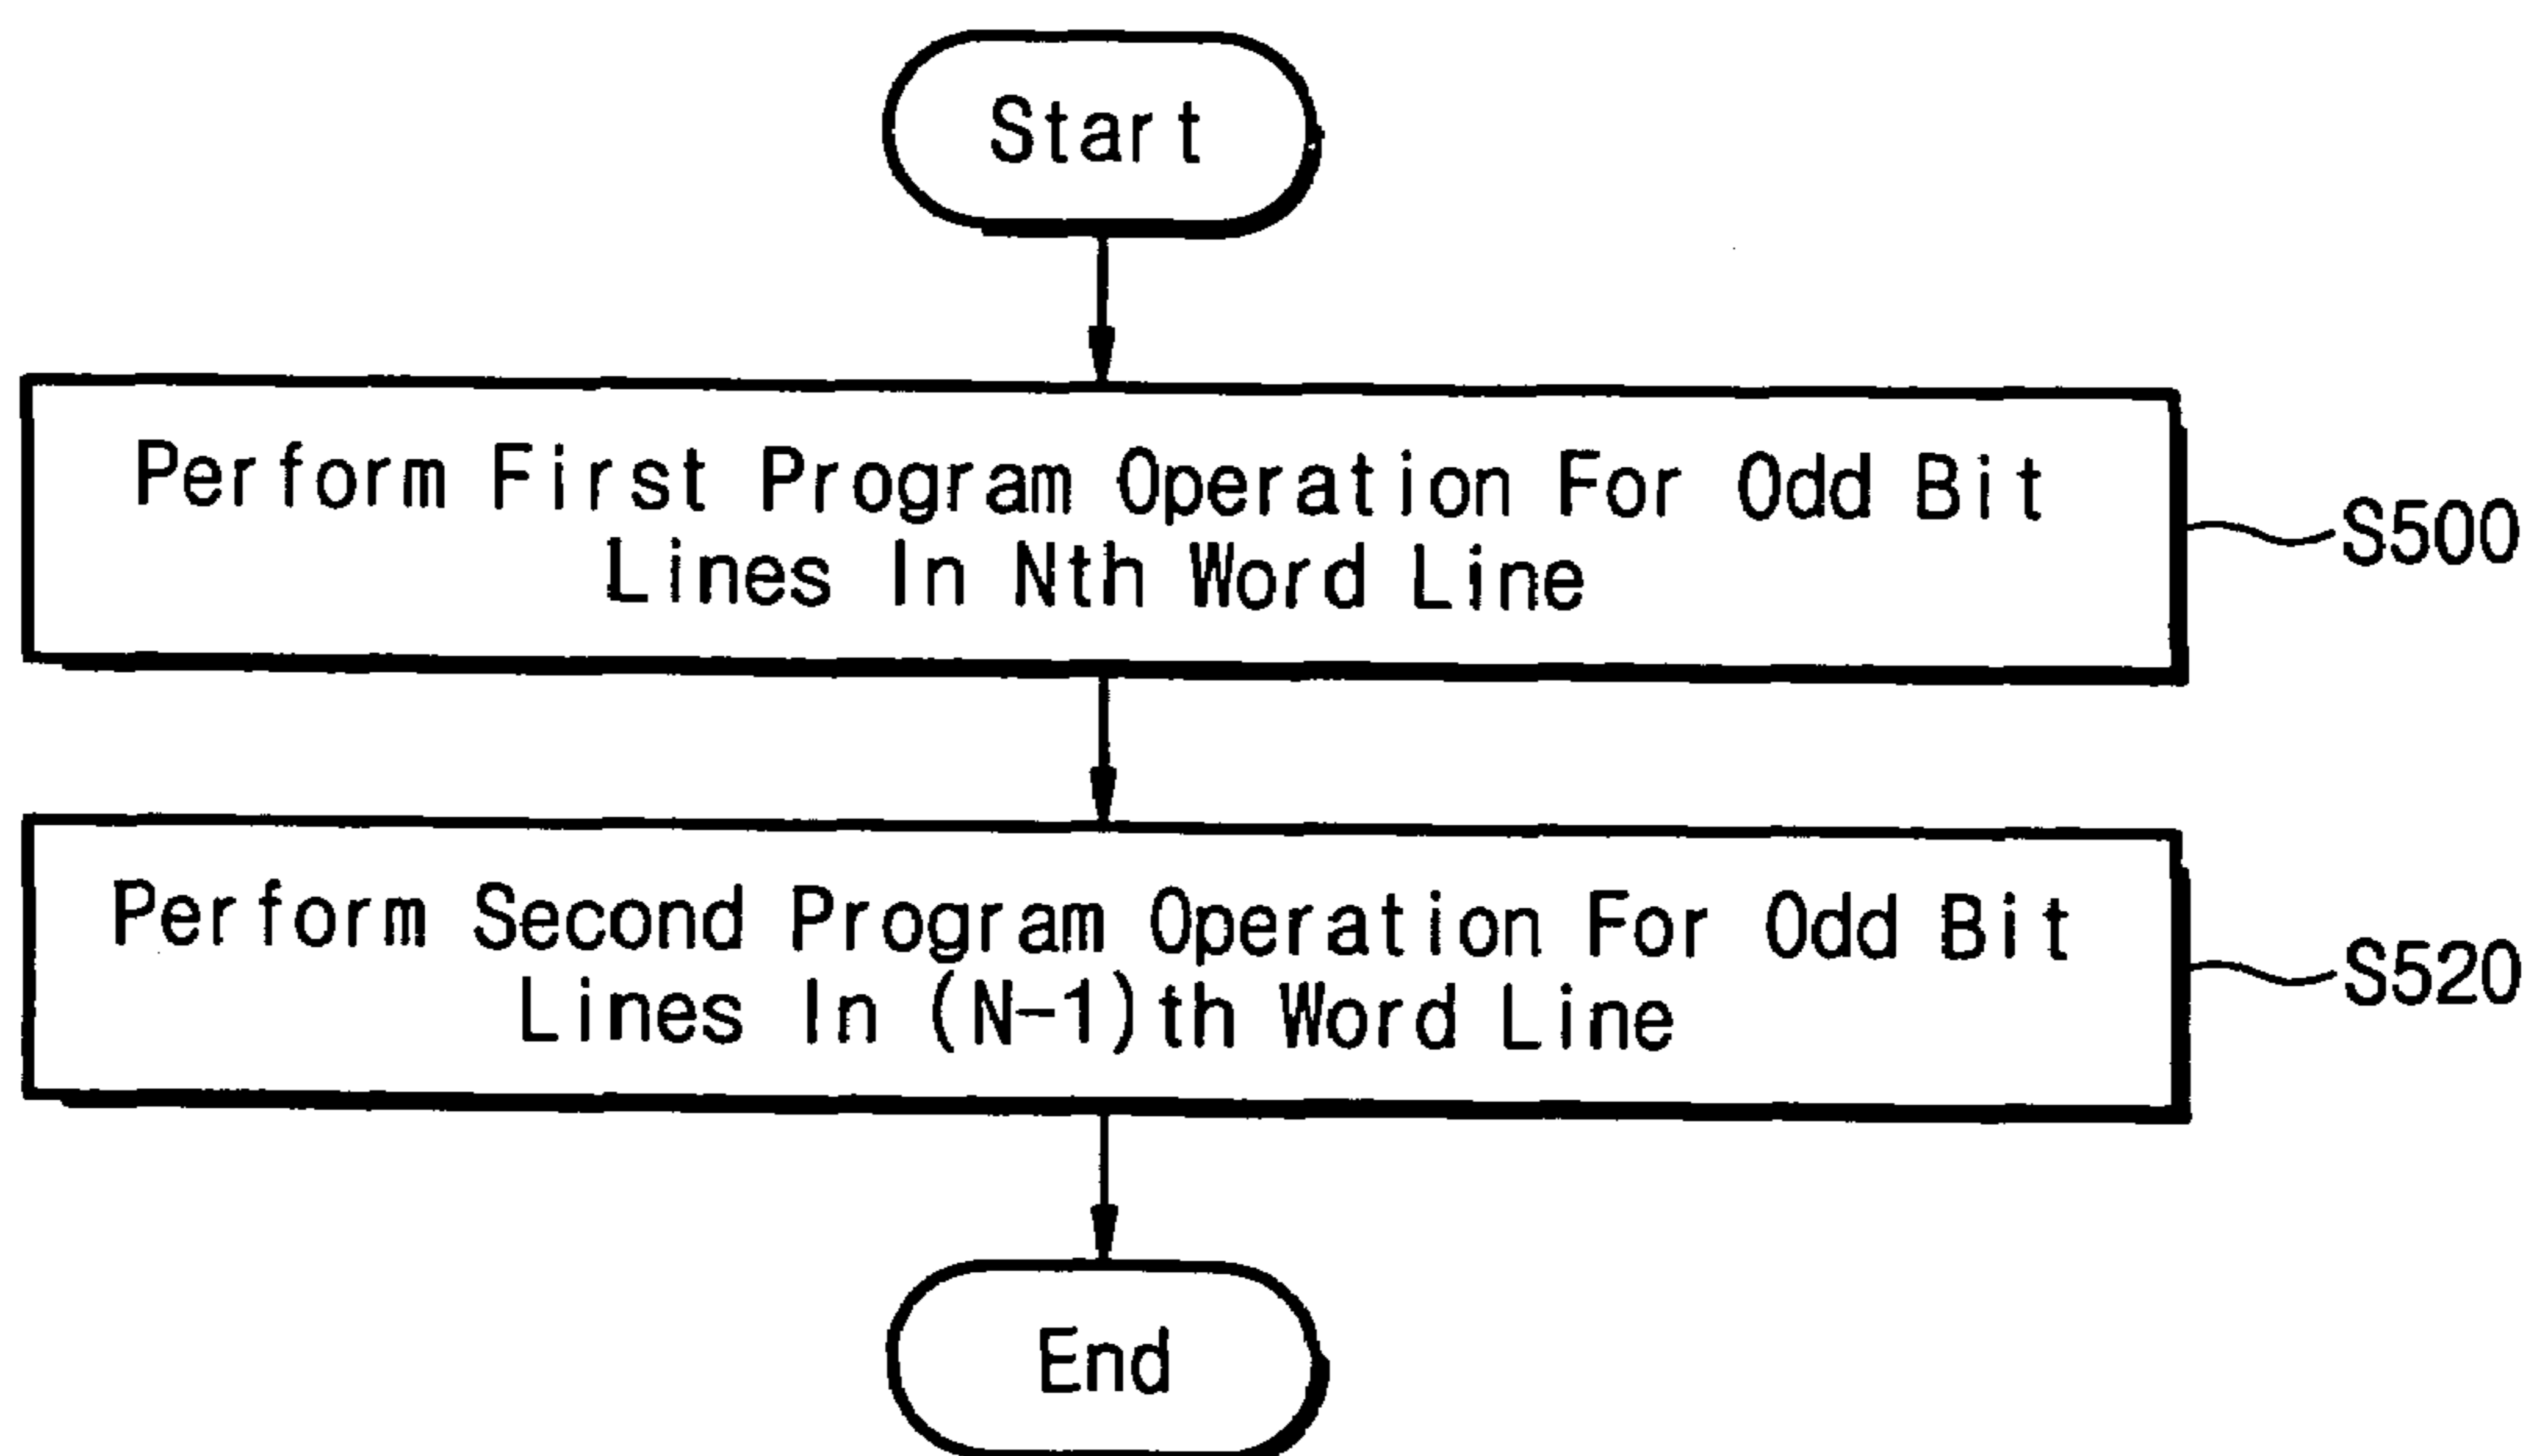 Start
Perform First Program Operation For Odd Bit
Lines In Nth Word Line
S500
Perform Second Program Operation For Odd Bit
Lines In (N-1)th Word Line
S520
End